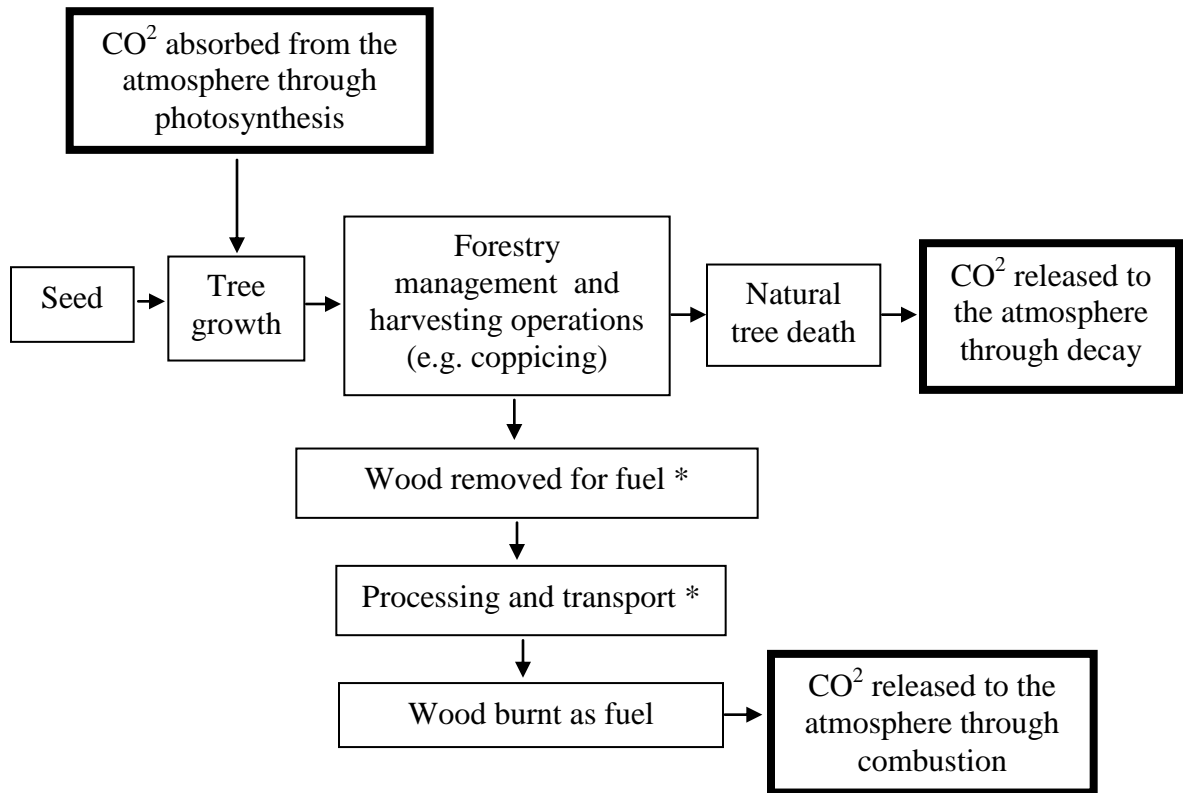 CO² absorbed from the
atmosphere through
photosynthesis
Seed
Tree
growth
Forestry
management and
harvesting operations
(e.g. coppicing)
Natural
tree death
CO² released to
the atmosphere
through decay
Wood removed for fuel *
Processing and transport *
Wood burnt as fuel
CO² released to the
atmosphere through
combustion